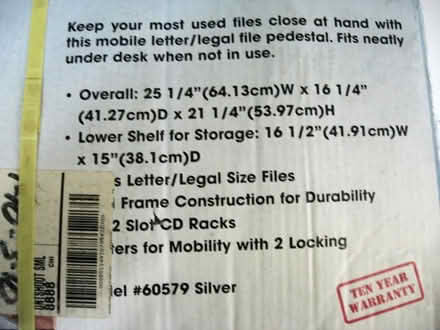 Keep your most used files close at hand with
this mobile letter/legal file pedestal. Fits neatly
under desk when not in use.
• Overall: 25 1/4"(64.13cm)W x 16 1/4"
(41.27cm)D x 21 1/4"(53.97cm)H
• Lower Shelf for Storage: 16 1/2"(41.91cm)W
x 15"(38.1cm)D
s Letter/Legal Size Files
Frame Construction for Durability
2 Slot CD Racks
ters for Mobility with 2 Locking
el #60579 Silver
TEN YEAR
WARRANTY
8888